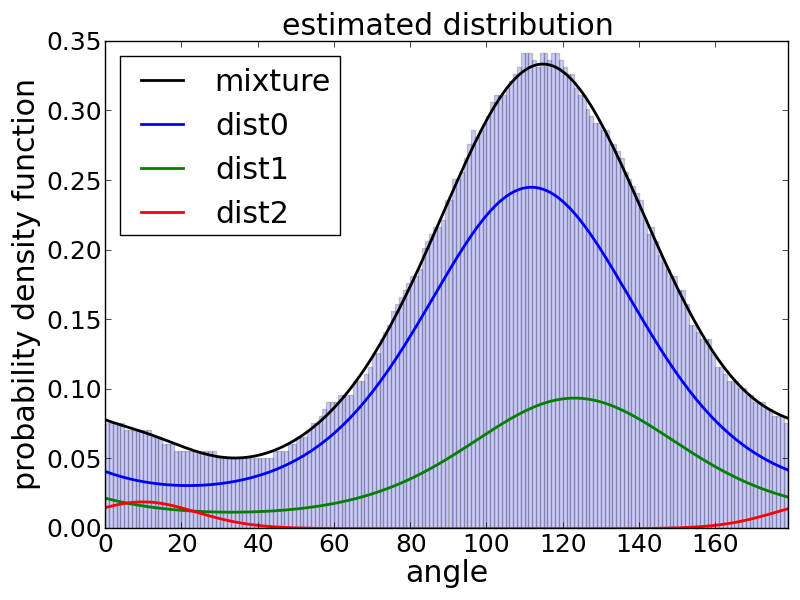 estimated distribution
probability density function
0.35
0.30
0.25
0.20
0.15
0.10
0.05
0.00
mixture
dist0
dist1
dist2
0 20 40 60 80 100 120 140 160
angle